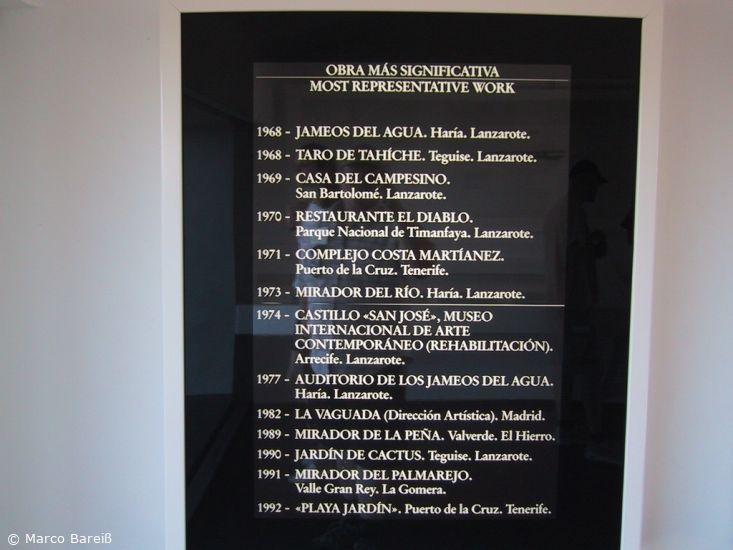 OBRA MÁS SIGNIFICATIVA
MOST REPRESENTATIVE WORK
1968 - JAMEOS DEL AGUA. Haría. Lanzarote.
1968 - TARO DE TAHÍCHE. Teguise. Lanzarote.
1969 - CASA DEL CAMPESINO.
San Bartolomé. Lanzarote.
1970 - RESTAURANTE EL DIABLO.
Parque Nacional de Timanfaya. Lanzarote.
1971 - COMPLEJO COSTA MARTÍANEZ.
Puerto de la Cruz. Tenerife.
1973 - MIRADOR DEL RÍO. Haría. Lanzarote.
1974 - CASTILLO «SAN JOSÉ», MUSEO
INTERNACIONAL DE ARTE
CONTEMPORÁNEO (REHABILITACIÓN).
Arrecife. Lanzarote.
1977 - AUDITORIO DE LOS JAMEOS DEL AGUA.
Haría. Lanzarote.
1982 - LA VAGUADA (Dirección Artística). Madrid.
1989 - MIRADOR DE LA PEÑA. Valverde. El Hierro.
1990 - JARDÍN DE CACTUS. Teguise. Lanzarote.
1991 - MIRADOR DEL PALMAREJO.
Valle Gran Rey. La Gomera.
1992 - «PLAYA JARDÍN». Puerto de la Cruz. Tenerife.
© Marco Bareiß